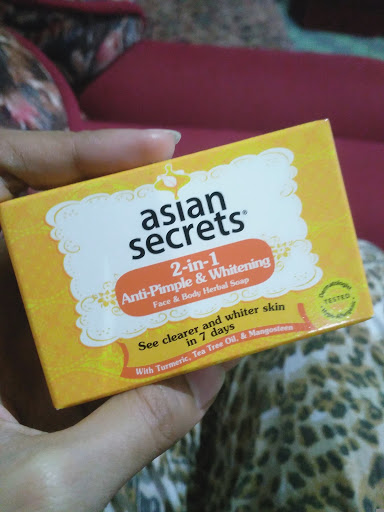 asian
secrets®
2-in-1
Anti-Pimple & Whitening
Face & Body Herbal Soap
See clearer and whiter skin
in 7 days
With Turmeric, Tea Tree Oil, & Mangosteen
TESTED